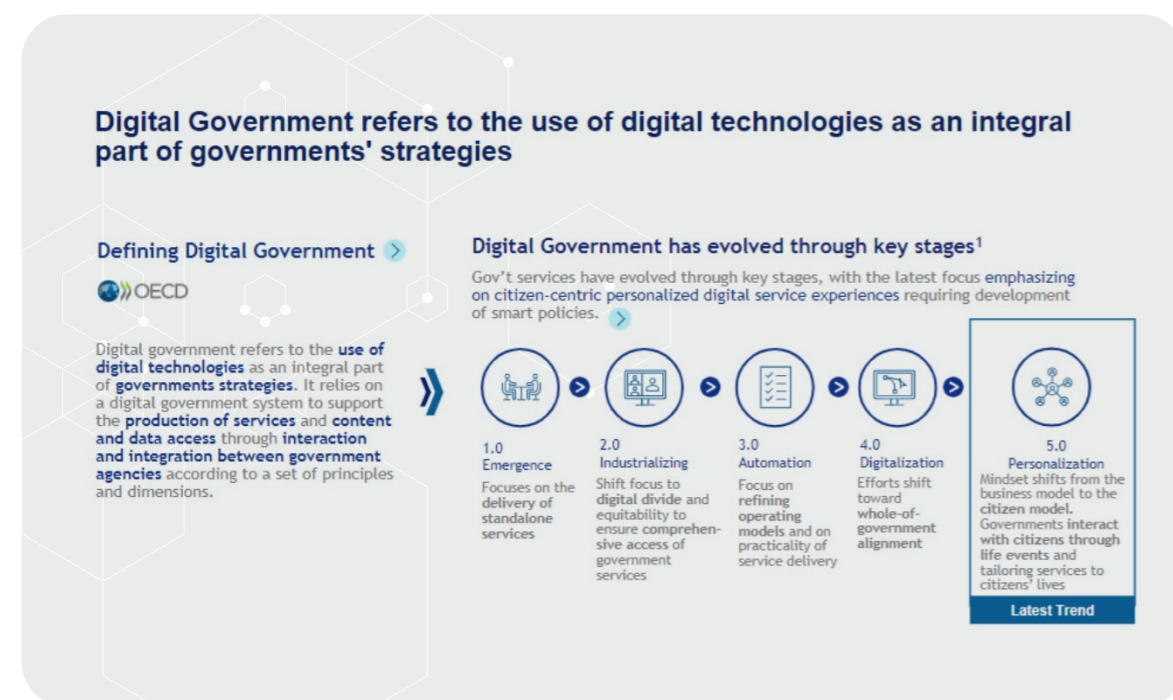 Digital Government refers to the use of digital technologies as an integral
part of governments' strategies
Defining Digital Government
OECD
Digital government refers to the use of
digital technologies as an integral part
of governments strategies. It relies on
a digital government system to support
the production of services and content
and data access through interaction
and integration between government
agencies according to a set of principles
and dimensions.
Digital Government has evolved through key stages¹
Gov't services have evolved through key stages, with the latest focus emphasizing
on citizen-centric personalized digital service experiences requiring development
of smart policies.
1.0
Emergence
Focuses on the
delivery of
standalone
services
2.0
Industrializing
Shift focus to
digital divide and
equitability to
ensure comprehen-
sive access of
government
services
3.0
Automation
Focus on
refining
operating
models and on
practicality of
service delivery
4.0
Digitalization
Efforts shift
toward
whole-of-
government
alignment
5.0
Personalization
Mindset shifts from the
business model to the
citizen model.
Governments interact
with citizens through
life events and
tailoring services to
citizens' lives
Latest Trend